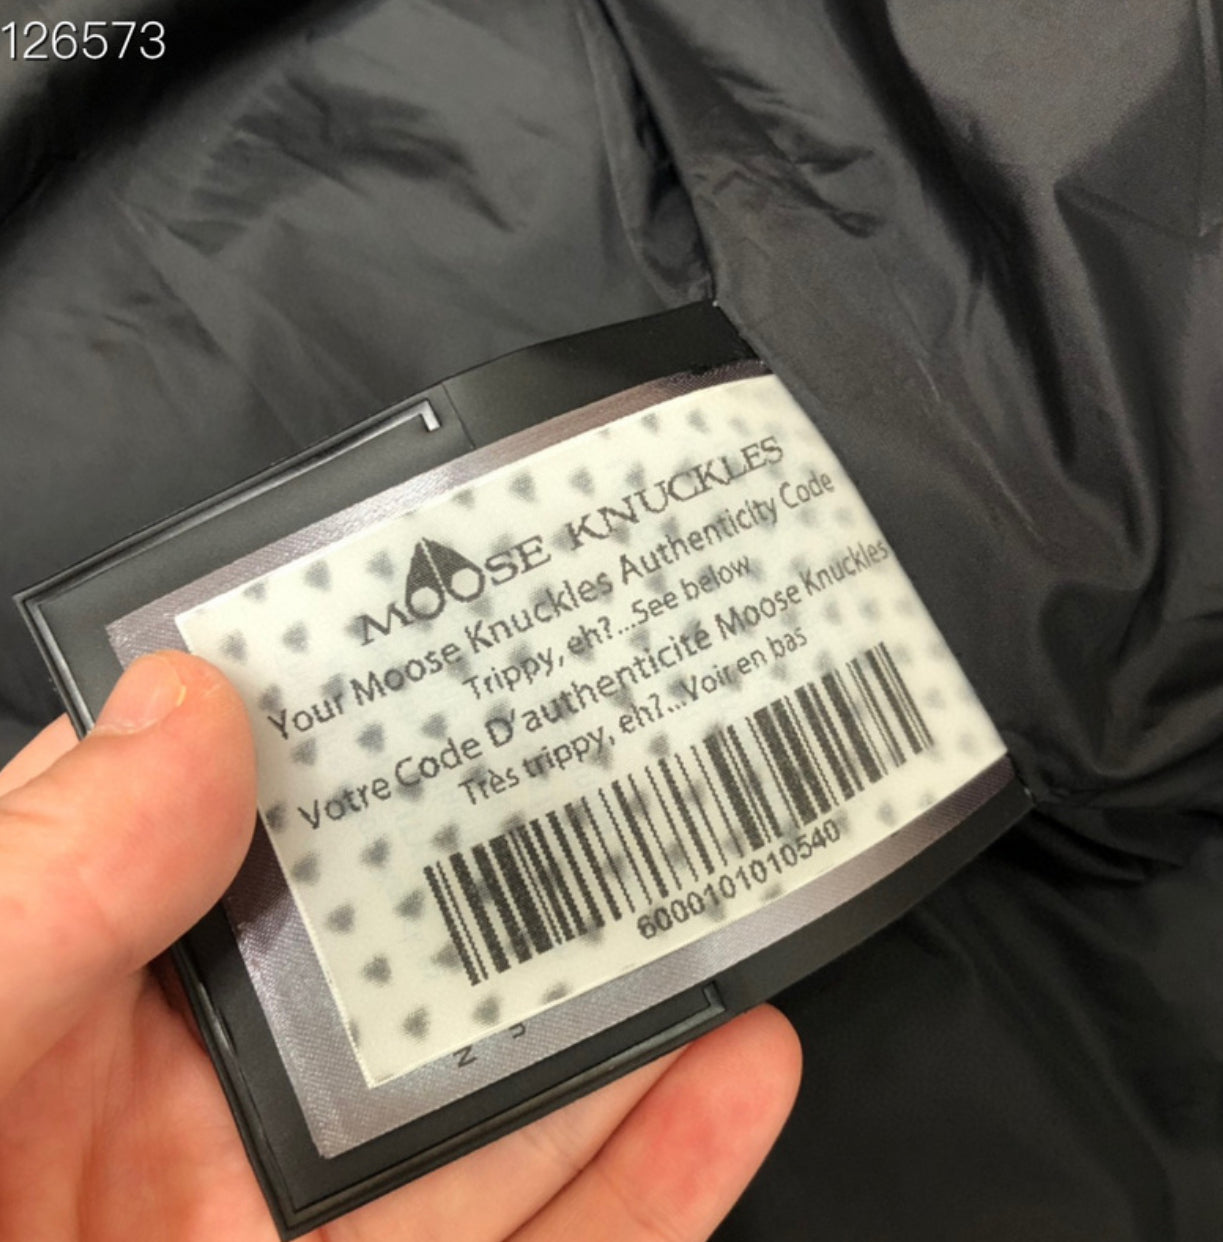 126573
MOOSE KNUCKLES
Your Moose Knuckles Authenticity Code
Trippy, eh?...See below
Votre Code D'authenticité Moose Knuckles
Très trippy, eh?...Voir en bas
6000101010540